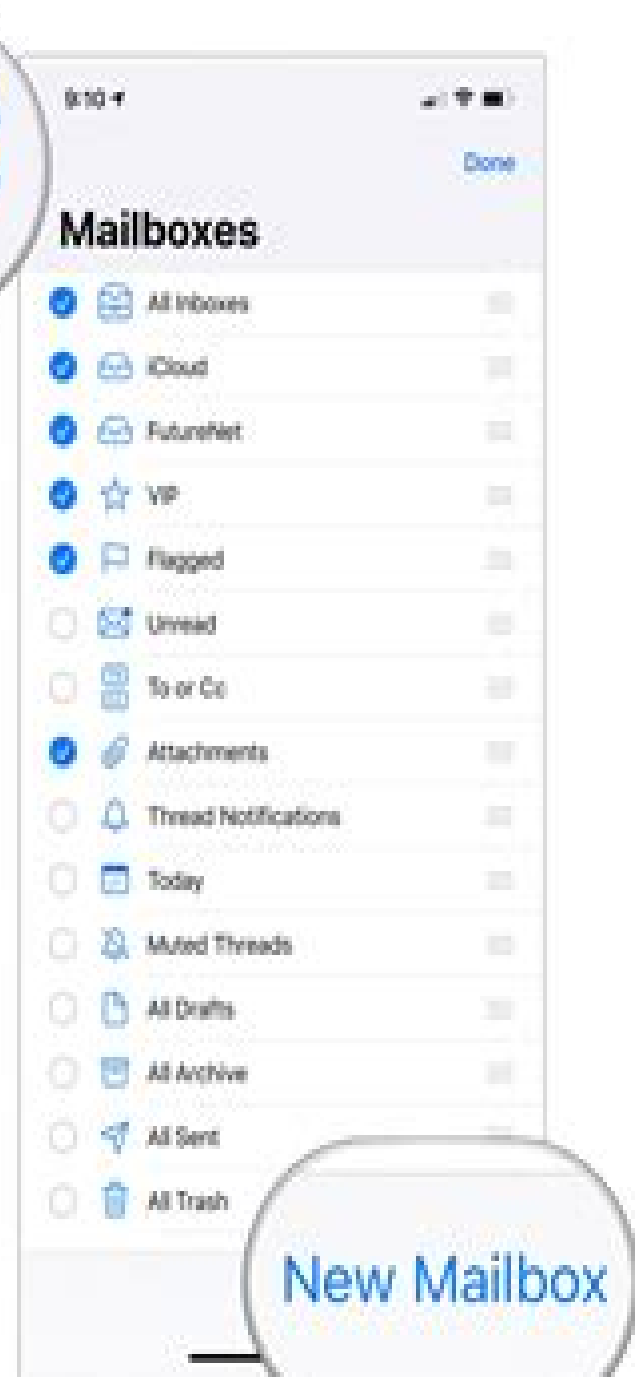 9:10
Done
Mailboxes
All Inboxes
iCloud
FutureNet
VIP
Flagged
Unread
To or Cc
Attachments
Thread Notifications
Today
Muted Threads
All Drafts
All Archive
All Sent
All Trash
New Mailbox